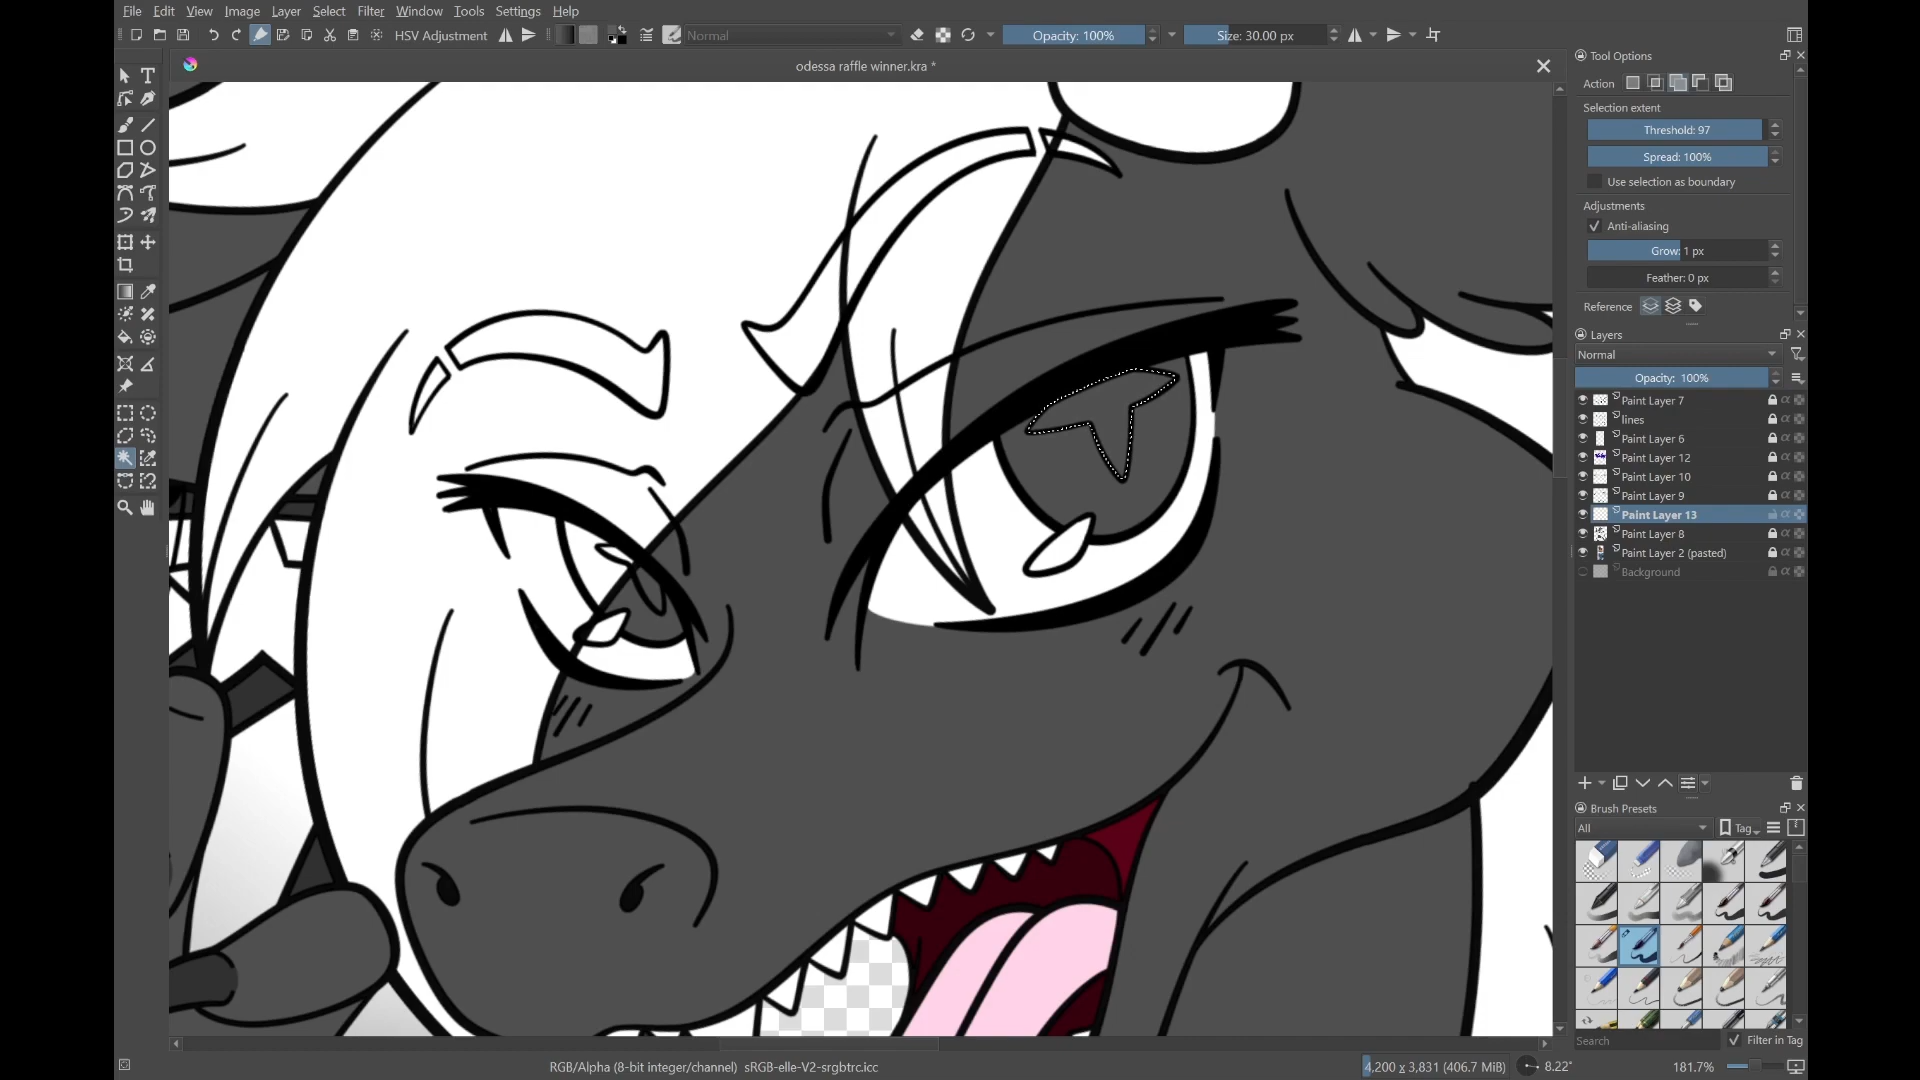 File Edit View Image Layer Select Filter Window Tools Settings Help
HSV Adjustment Normal Opacity: 100% Size: 30.00 px
odessa raffle winner.kra *
Tool Options
Action
Selection extent
Threshold: 97
Spread: 100%
Use selection as boundary
Adjustments
Anti-aliasing
Grow: 1 px
Feather: 0 px
Reference
Layers
Normal
Opacity: 100%
Paint Layer 7
lines
Paint Layer 6
Paint Layer 12
Paint Layer 10
Paint Layer 9
Paint Layer 13
Paint Layer 8
Paint Layer 2 (pasted)
Background
Brush Presets
All Tag
Search Filter in Tag
RGB/Alpha (8-bit integer/channel) sRGB-elle-V2-srgbtrc.icc 4,200 x 3,831 (406.7 MiB) 8.22° 181.7%